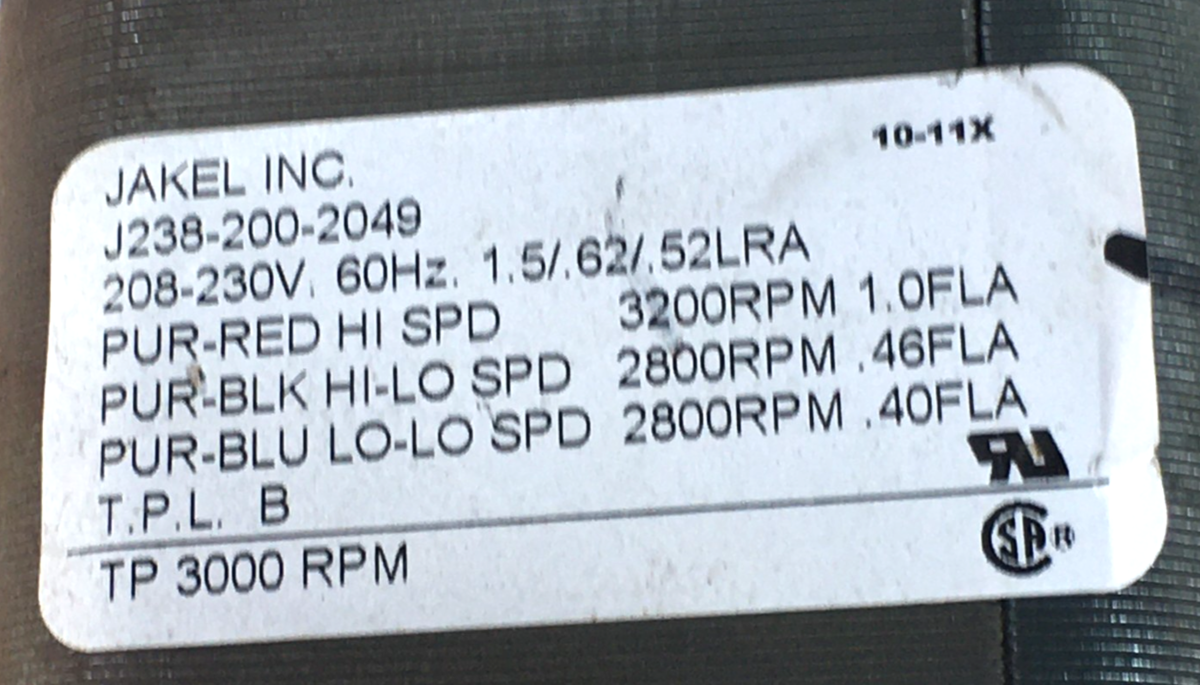 10-11X
JAKEL INC.
J238-200-2049
208-230V. 60Hz. 1.5/.62/.52LRA
PUR-RED HI SPD 3200RPM 1.0FLA
PUR-BLK HI-LO SPD 2800RPM .46FLA
PUR-BLU LO-LO SPD 2800RPM .40FLA
T.P.L. B
TP 3000 RPM